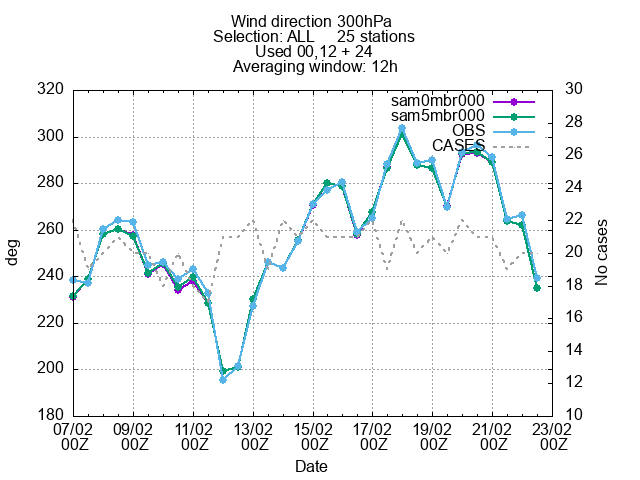 Wind direction 300hPa
Selection: ALL 25 stations
Used 00,12 + 24
Averaging window: 12h
sam0mbr000
sam5mbr000
OBS
CASES
deg
320
300
280
260
240
220
200
180
No cases
30
28
26
24
22
20
18
16
14
12
10
07/02 09/02 11/02 13/02 15/02 17/02 19/02 21/02 23/02
00Z 00Z 00Z 00Z 00Z 00Z 00Z 00Z 00Z
Date